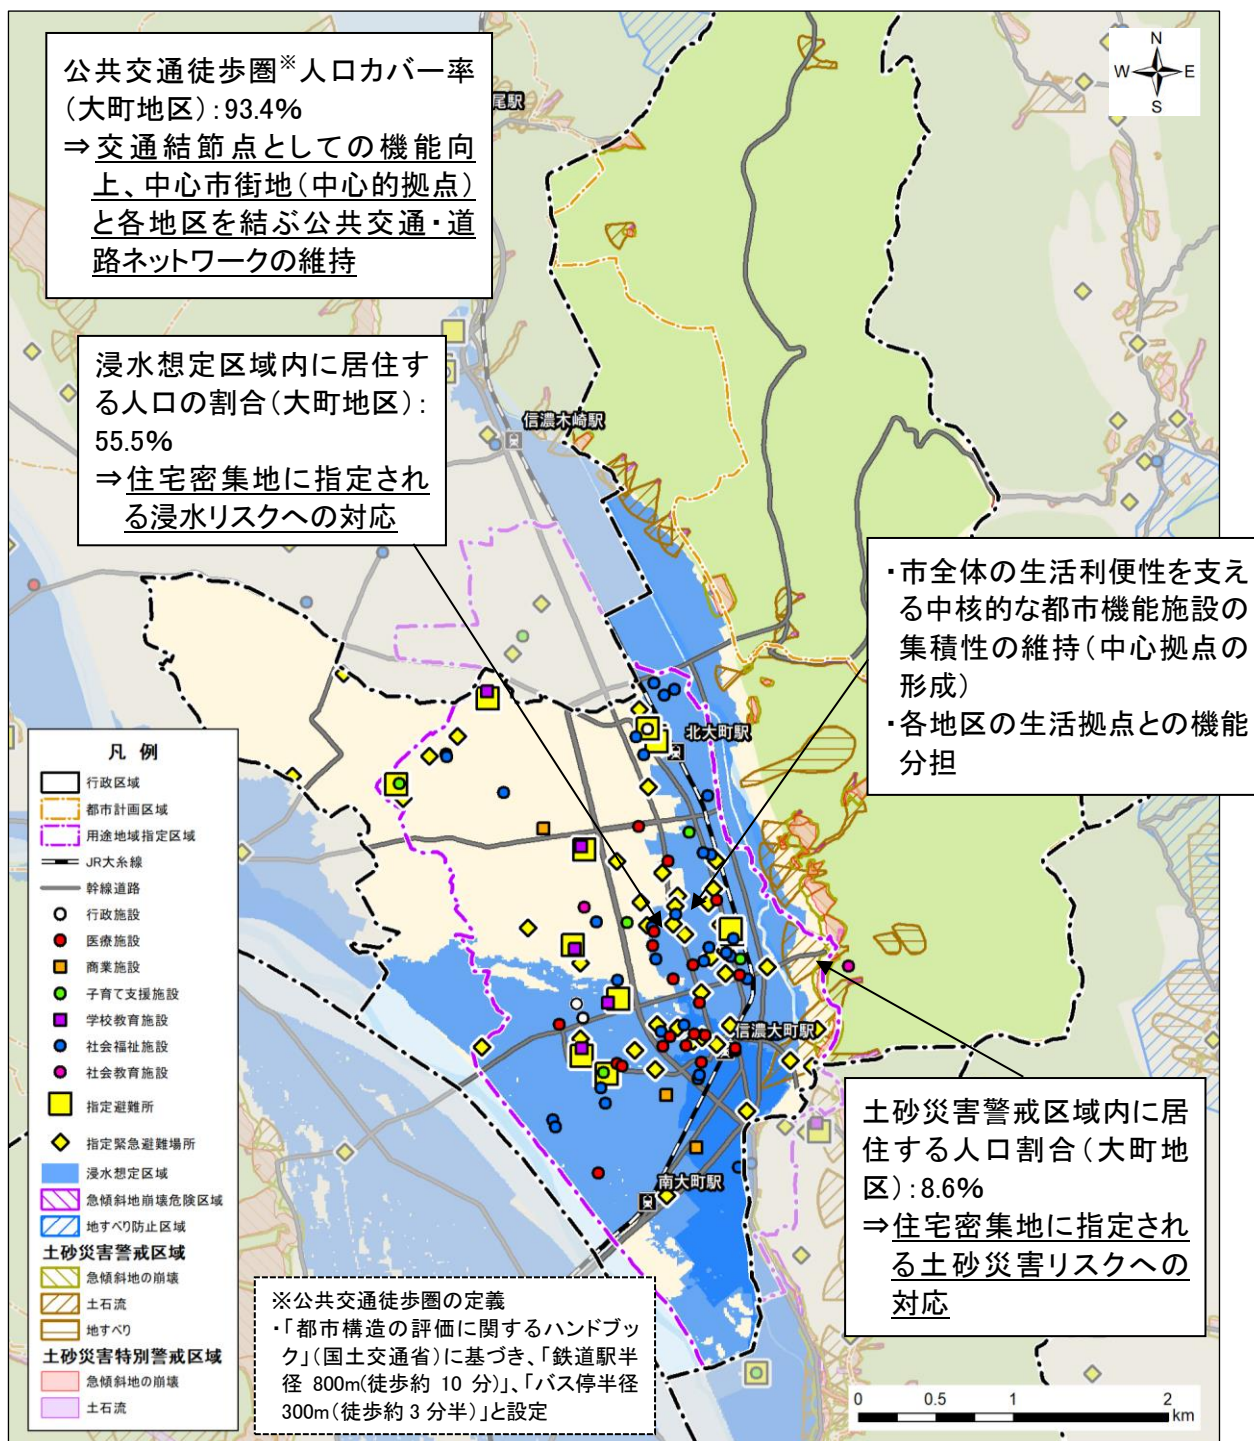 公共交通徒歩圏※人口カバー率
(大町地区):93.4%
⇒交通結節点としての機能向
上、中心市街地(中心的拠点)
と各地区を結ぶ公共交通・道
路ネットワークの維持
N
W
E
S
尾駅
浸水想定区域内に居住す
る人口の割合(大町地区):
55.5%
⇒住宅密集地に指定され
る浸水リスクへの対応
信濃木崎駅
・市全体の生活利便性を支え
る中核的な都市機能施設の
集積性の維持(中心拠点の
形成)
・各地区の生活拠点との機能
分担
北大町駅
信濃大町駅
南大町駅
凡 例
行政区域
都市計画区域
用途地域指定区域
JR大糸線
幹線道路
行政施設
医療施設
商業施設
子育て支援施設
学校教育施設
社会福祉施設
社会教育施設
指定避難所
指定緊急避難場所
浸水想定区域
急傾斜地崩壊危険区域
地すべり防止区域
土砂災害警戒区域
急傾斜地の崩壊
土石流
地すべり
土砂災害特別警戒区域
急傾斜地の崩壊
土石流
土砂災害警戒区域内に居
住する人口割合(大町地
区):8.6%
⇒住宅密集地に指定され
る土砂災害リスクへの
対応
※公共交通徒歩圏の定義
・「都市構造の評価に関するハンドブッ
ク」(国土交通省)に基づき、「鉄道駅半
径 800m(徒歩約 10 分)」、「バス停半径
300m(徒歩約 3 分半)」と設定
0 0.5 1 2
km